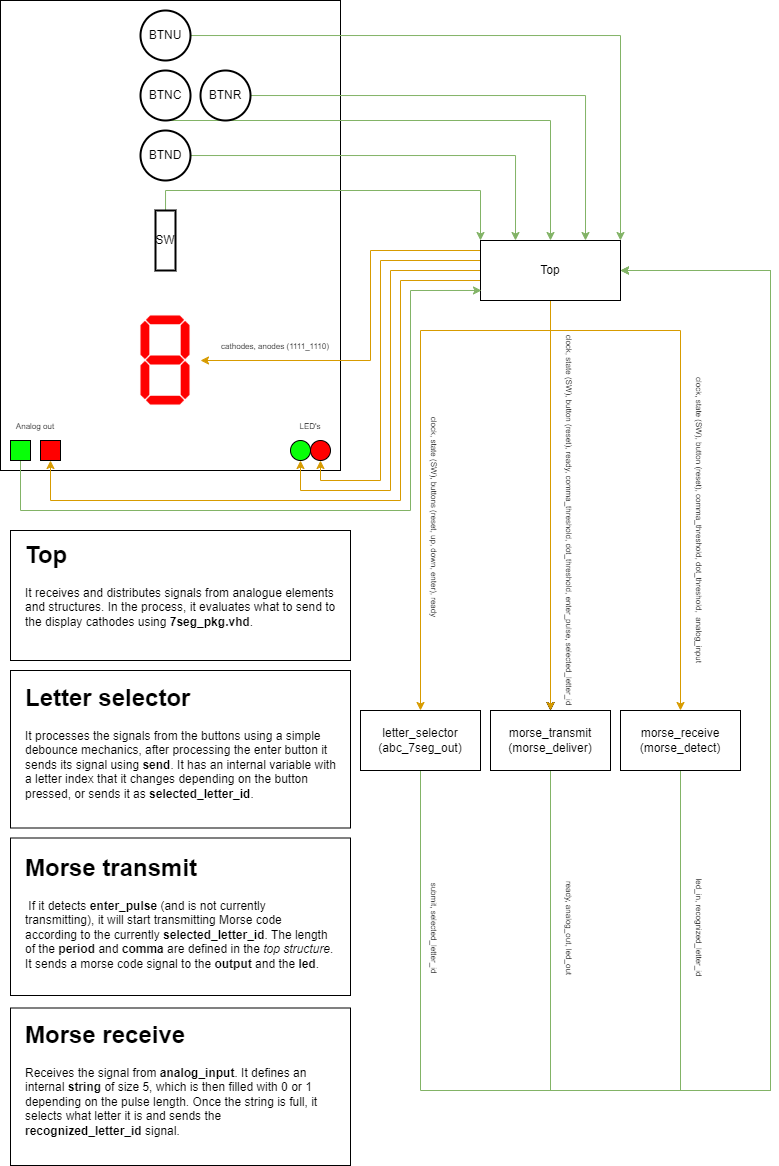 BTNU
BTNC
BTNR
BTND
SW
Top
cathodes, anodes (1111_1110)
Analog out
LED's
clock, state (SW), buttons (reset, up, down, enter), ready
clock, state (SW), button (reset), ready, comma_threshold, dot_threshold, enter_pulse, selected_letter_id
clock, state (SW), button (reset), comma_threshold, dot_threshold, analog_input
letter_selector
(abc_7seg_out)
morse_transmit
(morse_deliver)
morse_receive
(morse_detect)
submit, selected_letter_id
ready, analog_out, led_out
led_in, recognized_letter_id
Top
It receives and distributes signals from analogue elements
and structures. In the process, it evaluates what to send to
the display cathodes using 7seg_pkg.vhd.
Letter selector
It processes the signals from the buttons using a simple
debounce mechanics, after processing the enter button it
sends its signal using send. It has an internal variable with
a letter index that it changes depending on the button
pressed, or sends it as selected_letter_id.
Morse transmit
If it detects enter_pulse (and is not currently
transmitting), it will start transmitting Morse code
according to the currently selected_letter_id. The length
of the period and comma are defined in the top structure.
It sends a morse code signal to the output and the led.
Morse receive
Receives the signal from analog_input. It defines an
internal string of size 5, which is then filled with 0 or 1
depending on the pulse length. Once the string is full, it
selects what letter it is and sends the
recognized_letter_id signal.